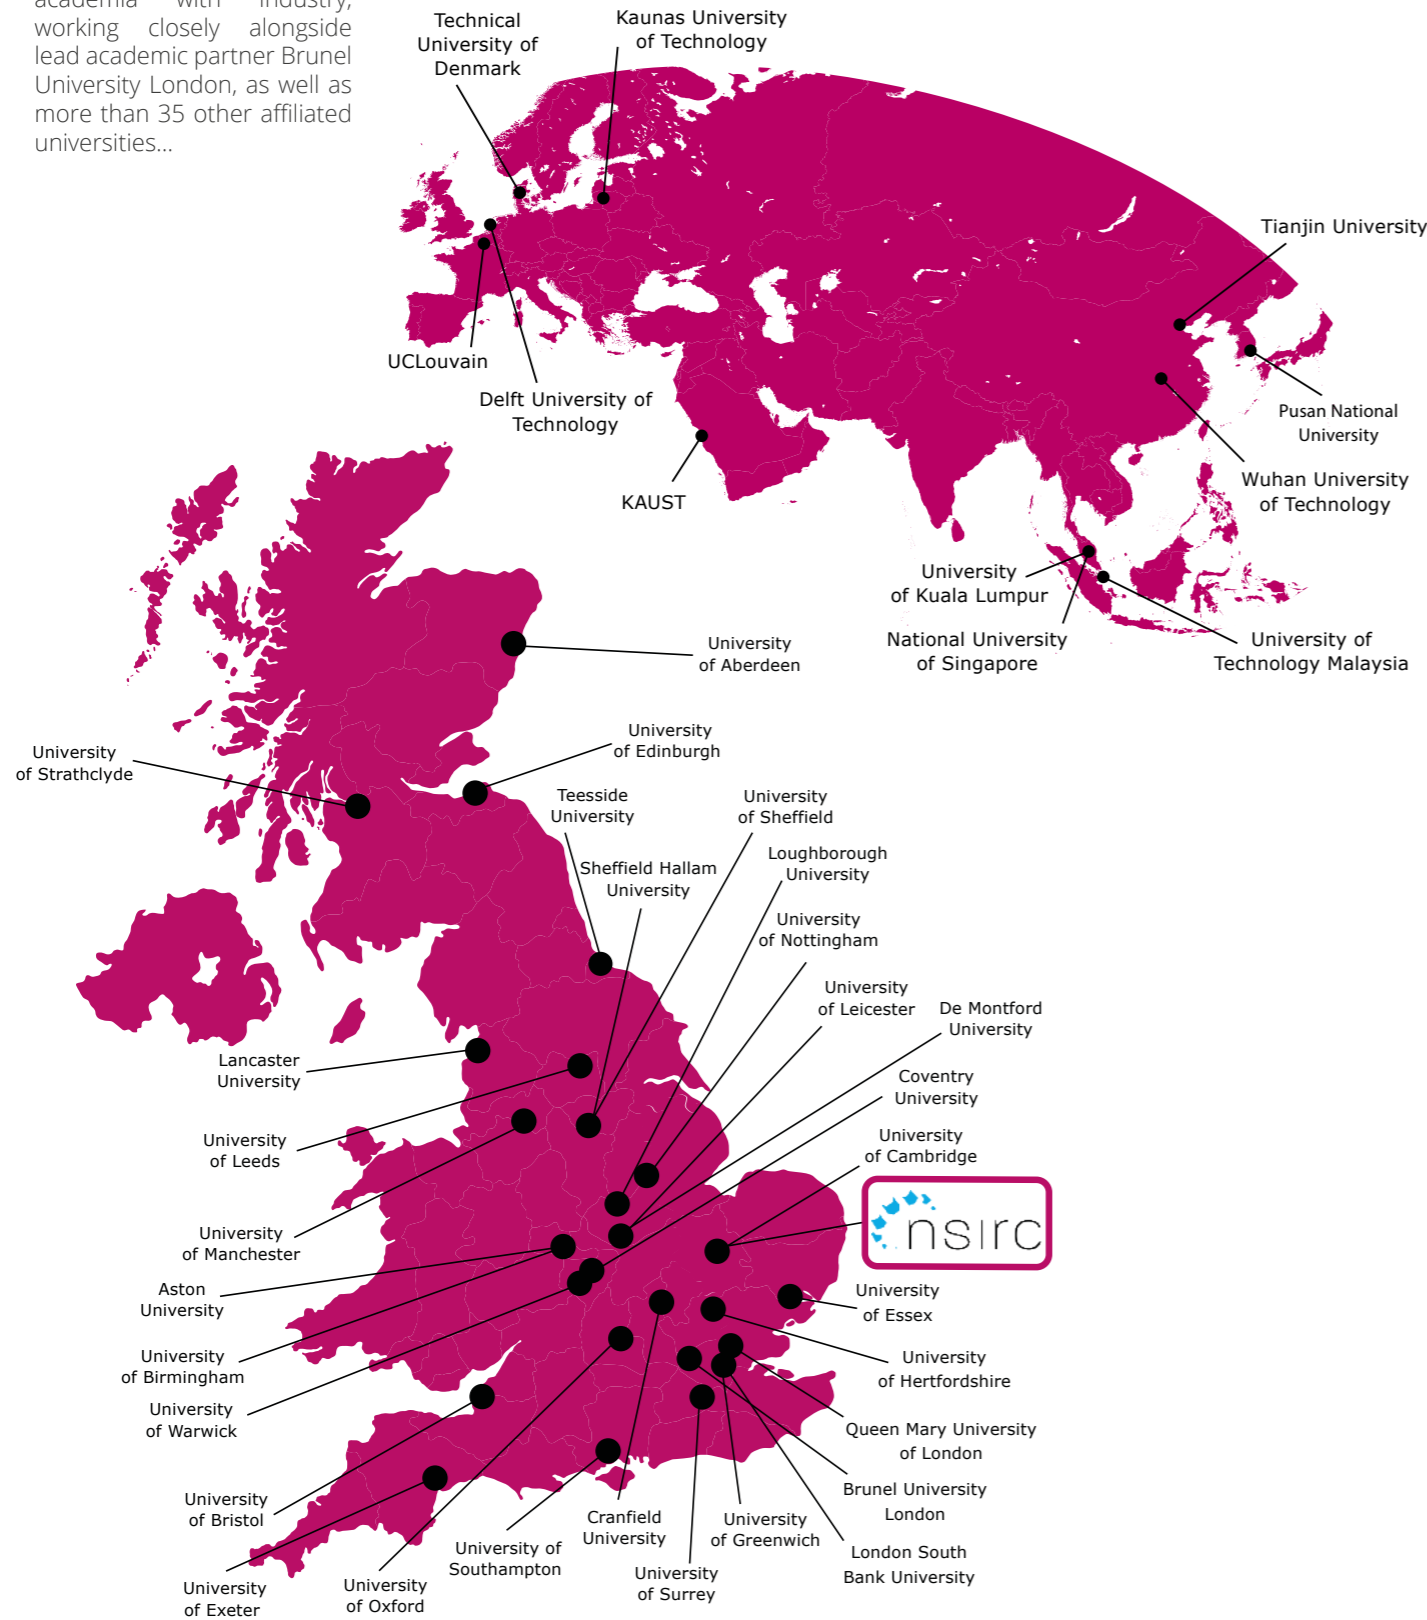 academia with industry,
working closely alongside
lead academic partner Brunel
University London, as well as
more than 35 other affiliated
universities...
Technical
University of
Denmark
Kaunas University
of Technology
Tianjin University
UCLouvain
Delft University of
Technology
Pusan National
University
KAUST
Wuhan University
of Technology
University
of Kuala Lumpur
National University
of Singapore
University of
Technology Malaysia
University
of Aberdeen
University
of Edinburgh
University
of Strathclyde
Teesside
University
University
of Sheffield
Sheffield Hallam
University
Loughborough
University
University
of Nottingham
University
of Leicester
De Montford
University
Lancaster
University
Coventry
University
University
of Leeds
University
of Cambridge
nsirc
University
of Manchester
Aston
University
University
of Essex
University
of Birmingham
University
of Hertfordshire
University
of Warwick
Queen Mary University
of London
University
of Bristol
Brunel University
London
Cranfield
University
University
of Greenwich
University of
Southampton
London South
Bank University
University
of Surrey
University
of Exeter
University
of Oxford